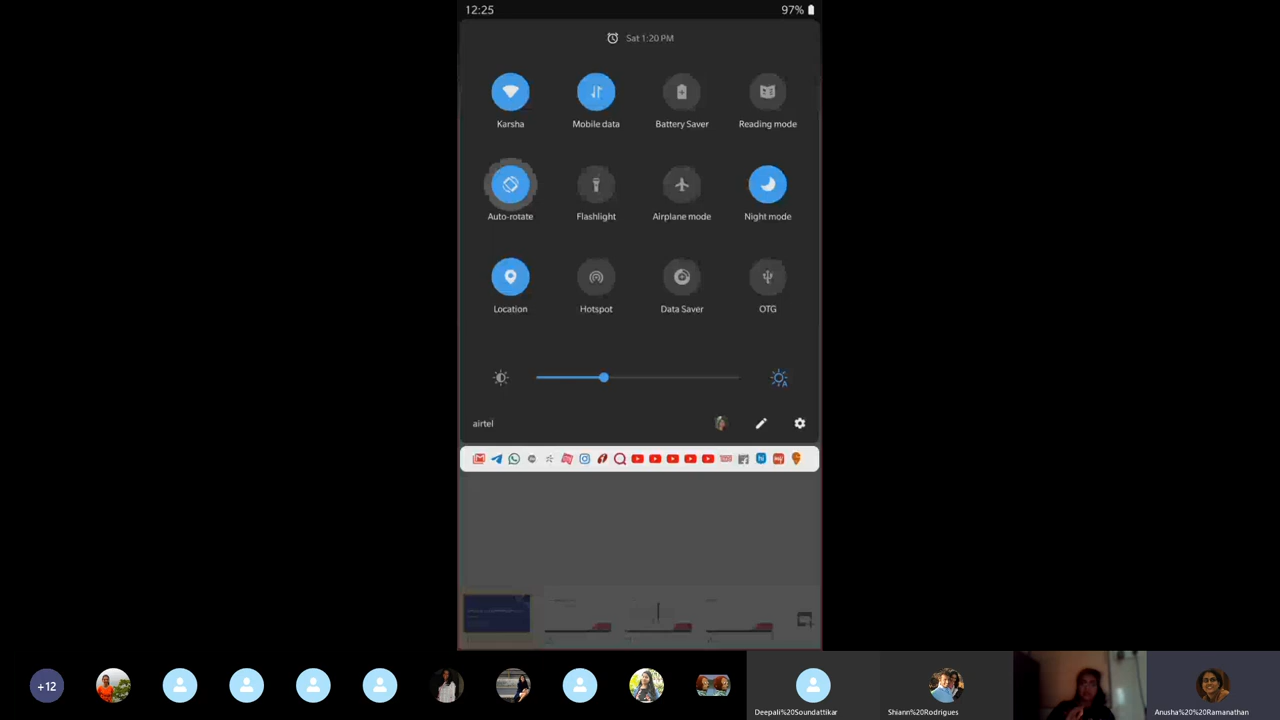 12:25 97%
Sat 1:20 PM
Karsha Mobile data Battery Saver Reading mode
Auto-rotate Flashlight Airplane mode Night mode
Location Hotspot Data Saver OTG
airtel
+12
Deepali%20Soundattikar Shiann%20Rodrigues Anusha%20%20Ramanathan